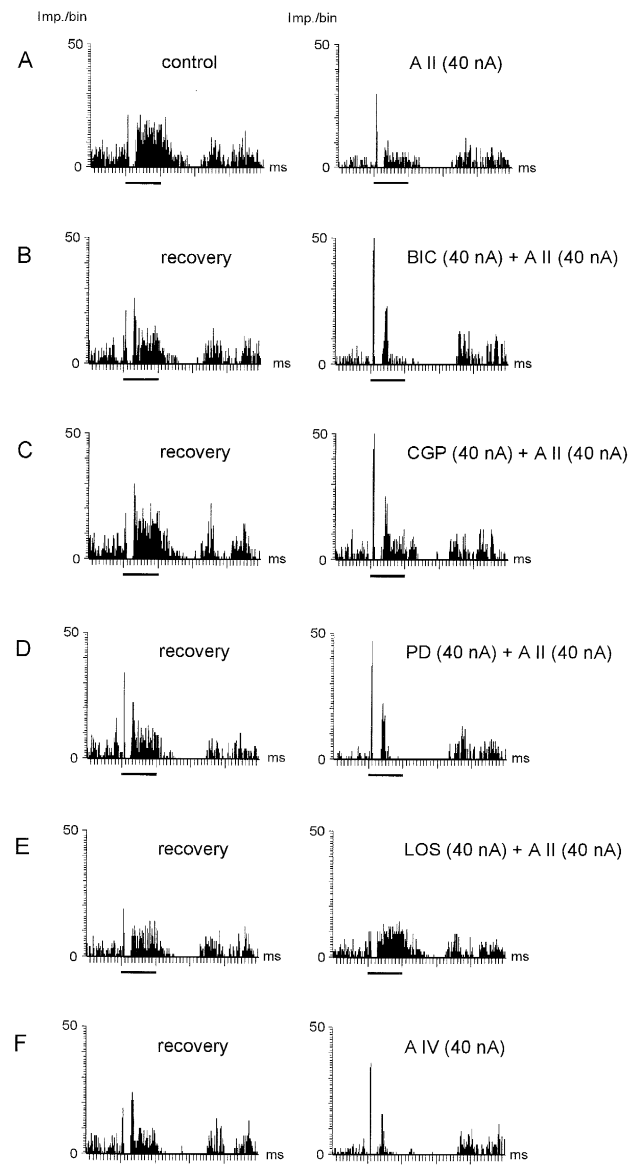 Imp./bin Imp./bin
A 50 control 50 A II (40 nA)
0 ms 0 ms
B 50 recovery 50 BIC (40 nA) + A II (40 nA)
0 ms 0 ms
C 50 recovery 50 CGP (40 nA) + A II (40 nA)
0 ms 0 ms
D 50 recovery 50 PD (40 nA) + A II (40 nA)
0 ms 0 ms
E 50 recovery 50 LOS (40 nA) + A II (40 nA)
0 ms 0 ms
F 50 recovery 50 A IV (40 nA)
0 ms 0 ms